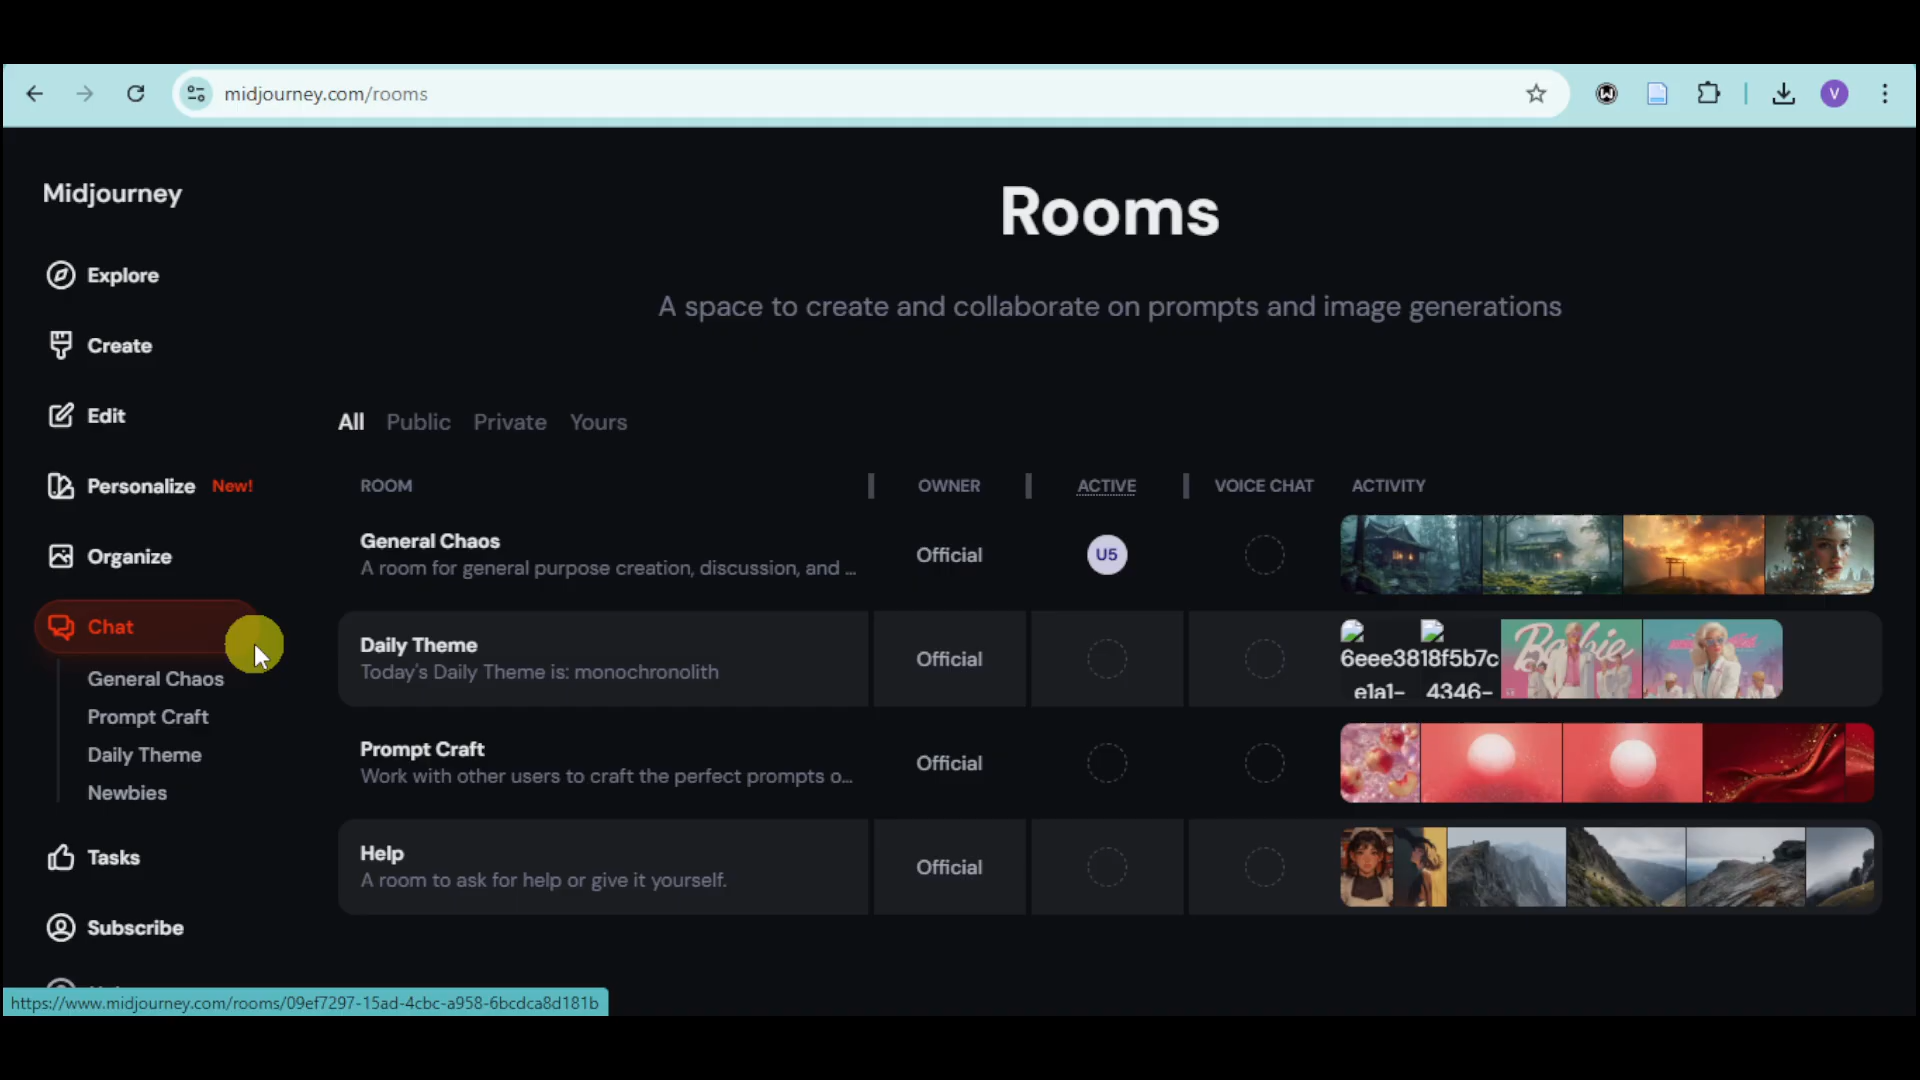 midjourney.com/rooms
V
Midjourney
Rooms
A space to create and collaborate on prompts and image generations
Explore
Create
Edit
Personalize New!
Organize
Chat
General Chaos
Prompt Craft
Daily Theme
Newbies
Tasks
Subscribe
All Public Private Yours
ROOM OWNER ACTIVE VOICE CHAT ACTIVITY
General Chaos
A room for general purpose creation, discussion, and ...
Official
U5
Daily Theme
Today's Daily Theme is: monochronolith
Official
6eee3818f5b7c
e1a1- 4346-
Barbie
Prompt Craft
Work with other users to craft the perfect prompts o...
Official
Help
A room to ask for help or give it yourself.
Official
https://www.midjourney.com/rooms/09ef7297-15ad-4cbc-a958-6bcdca8d181b